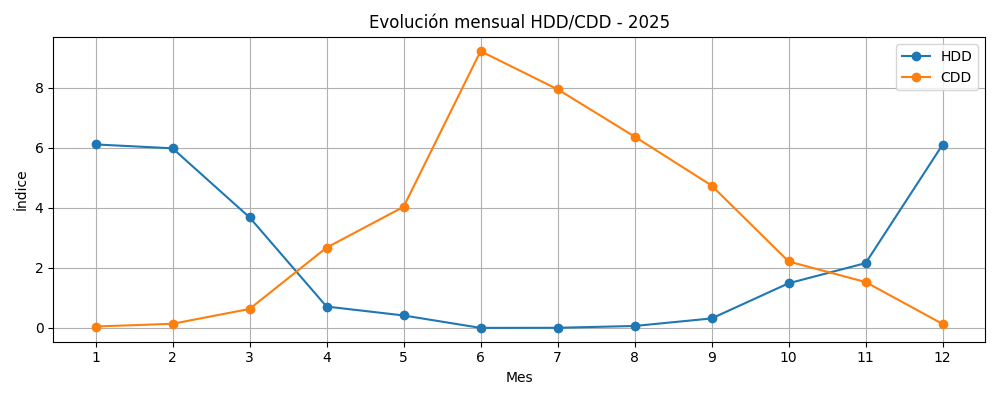 Evolución mensual HDD/CDD - 2025
HDD
CDD
Índice
8
6
4
2
0
1 2 3 4 5 6 7 8 9 10 11 12
Mes